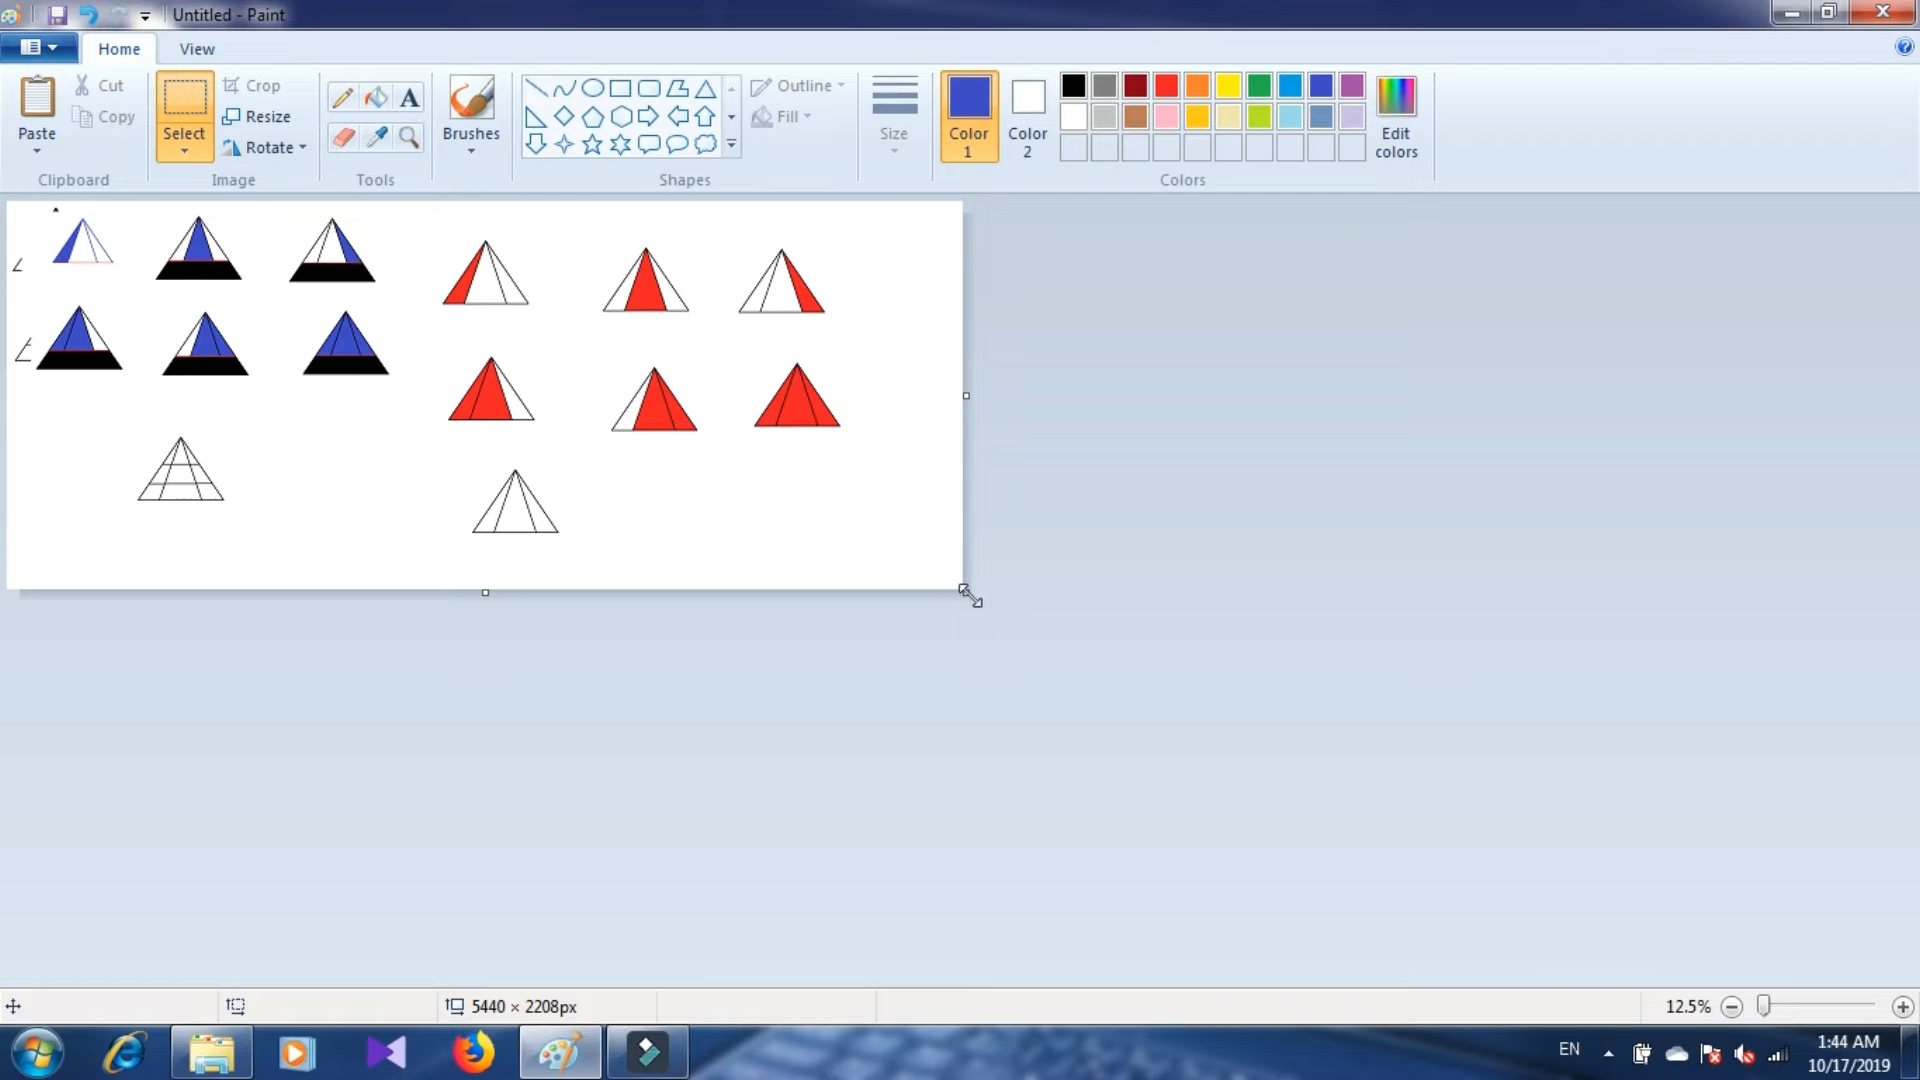 Untitled - Paint
Home View
Paste
Cut
Copy
Clipboard
Select
Crop
Resize
Rotate
Image
A
Tools
Brushes
Shapes
Outline
Fill
Size
Color 1
Color 2
Edit colors
Colors
5440 × 2208px
12.5%
EN
1:44 AM
10/17/2019